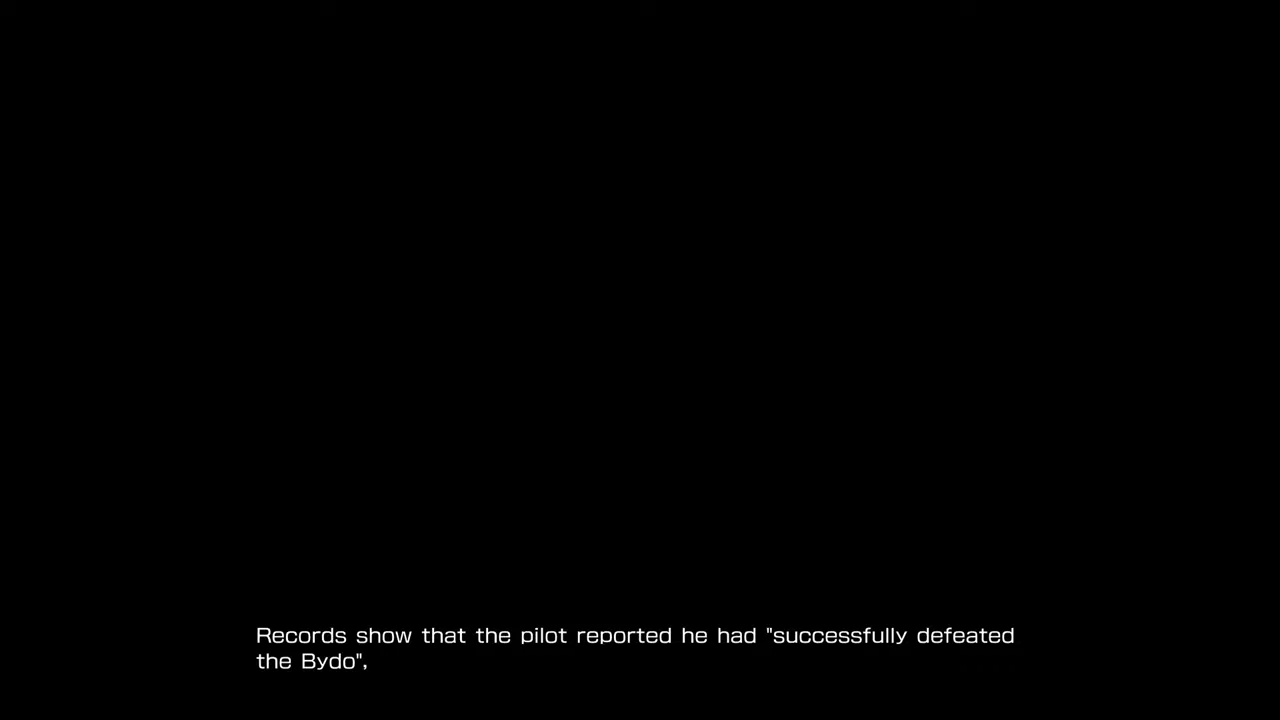 Records show that the pilot reported he had "successfully defeated
the Bydo",